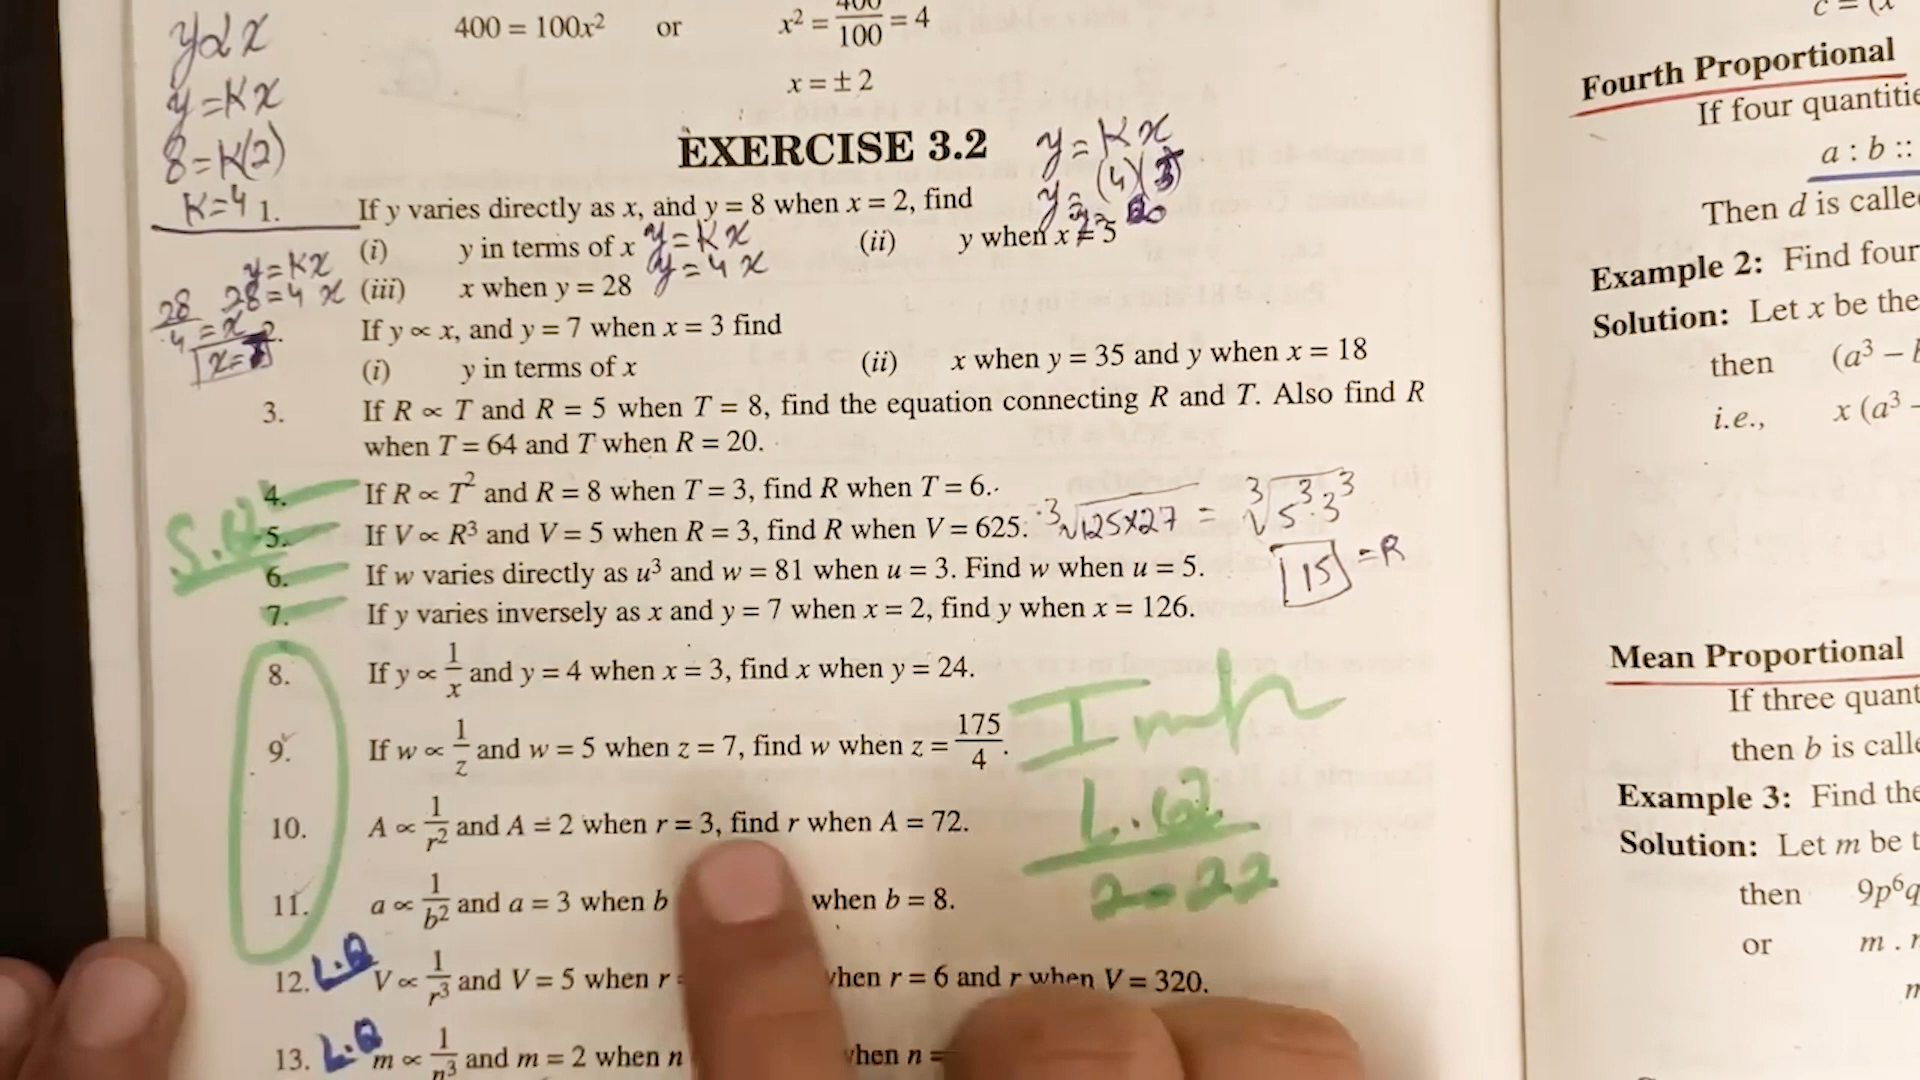 y∝x
y=Kx
8=K(2)
K=4
400 = 100x² or x² = 400/100 = 4
x = ± 2
EXERCISE 3.2
y=Kx
1. If y varies directly as x, and y = 8 when x = 2, find
(i) y in terms of x (ii) y when x = 5
y=Kx
y=4x
(iii) x when y = 28
y=Kx
28=4x
28/4=x
2. If y ∝ x, and y = 7 when x = 3 find
(i) y in terms of x (ii) x when y = 35 and y when x = 18
3. If R ∝ T and R = 5 when T = 8, find the equation connecting R and T. Also find R
when T = 64 and T when R = 20.
S.Q
4. If R ∝ T² and R = 8 when T = 3, find R when T = 6.
5. If V ∝ R³ and V = 5 when R = 3, find R when V = 625.
³√125x27 = ³√5³.3³
15 = R
6. If w varies directly as u³ and w = 81 when u = 3. Find w when u = 5.
7. If y varies inversely as x and y = 7 when x = 2, find y when x = 126.
8. If y ∝ 1/x and y = 4 when x = 3, find x when y = 24.
9. If w ∝ 1/z and w = 5 when z = 7, find w when z = 175/4.
Imp
L.Q
2-22
10. A ∝ 1/r² and A = 2 when r = 3, find r when A = 72.
11. a ∝ 1/b² and a = 3 when b when b = 8.
L.Q
12. V ∝ 1/r³ and V = 5 when r when r = 6 and r when V = 320.
L.Q
13. m ∝ 1/n³ and m = 2 when n when n =
Fourth Proportional
If four
a : b ::
Then d is
Example 2: Find four
Solution: Let x be the
then (a³ –
i.e., x (a³ –
Mean Proportional
If three
then b is
Example 3: Find the
Solution: Let m be
then 9p⁶q
or m .